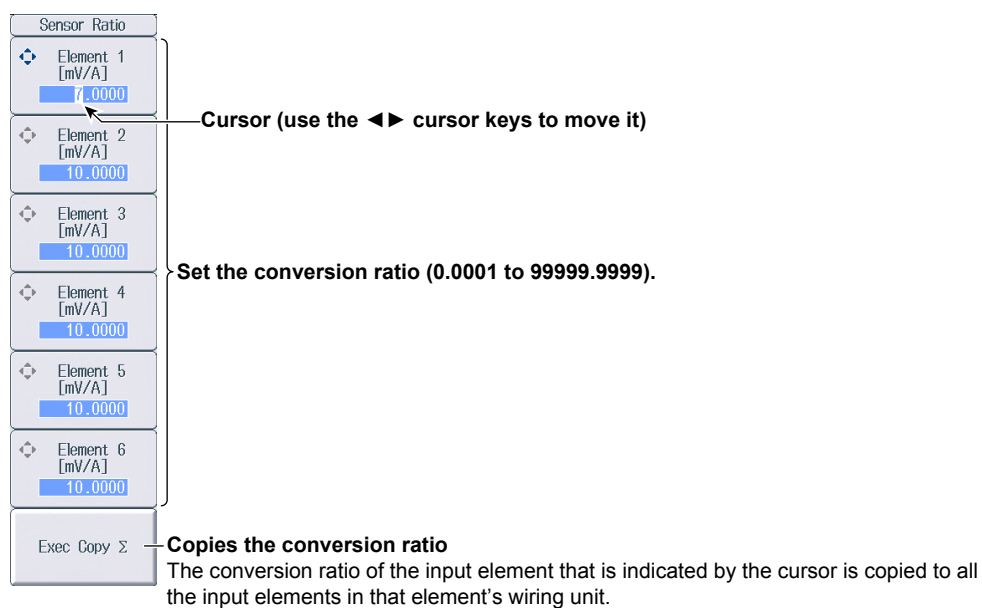 Sensor Ratio
Element 1
[mV/A]
7.0000
Cursor (use the ◄► cursor keys to move it)
Element 2
[mV/A]
10.0000
Element 3
[mV/A]
10.0000
Set the conversion ratio (0.0001 to 99999.9999).
Element 4
[mV/A]
10.0000
Element 5
[mV/A]
10.0000
Element 6
[mV/A]
10.0000
Exec Copy Σ
Copies the conversion ratio
The conversion ratio of the input element that is indicated by the cursor is copied to all
the input elements in that element's wiring unit.